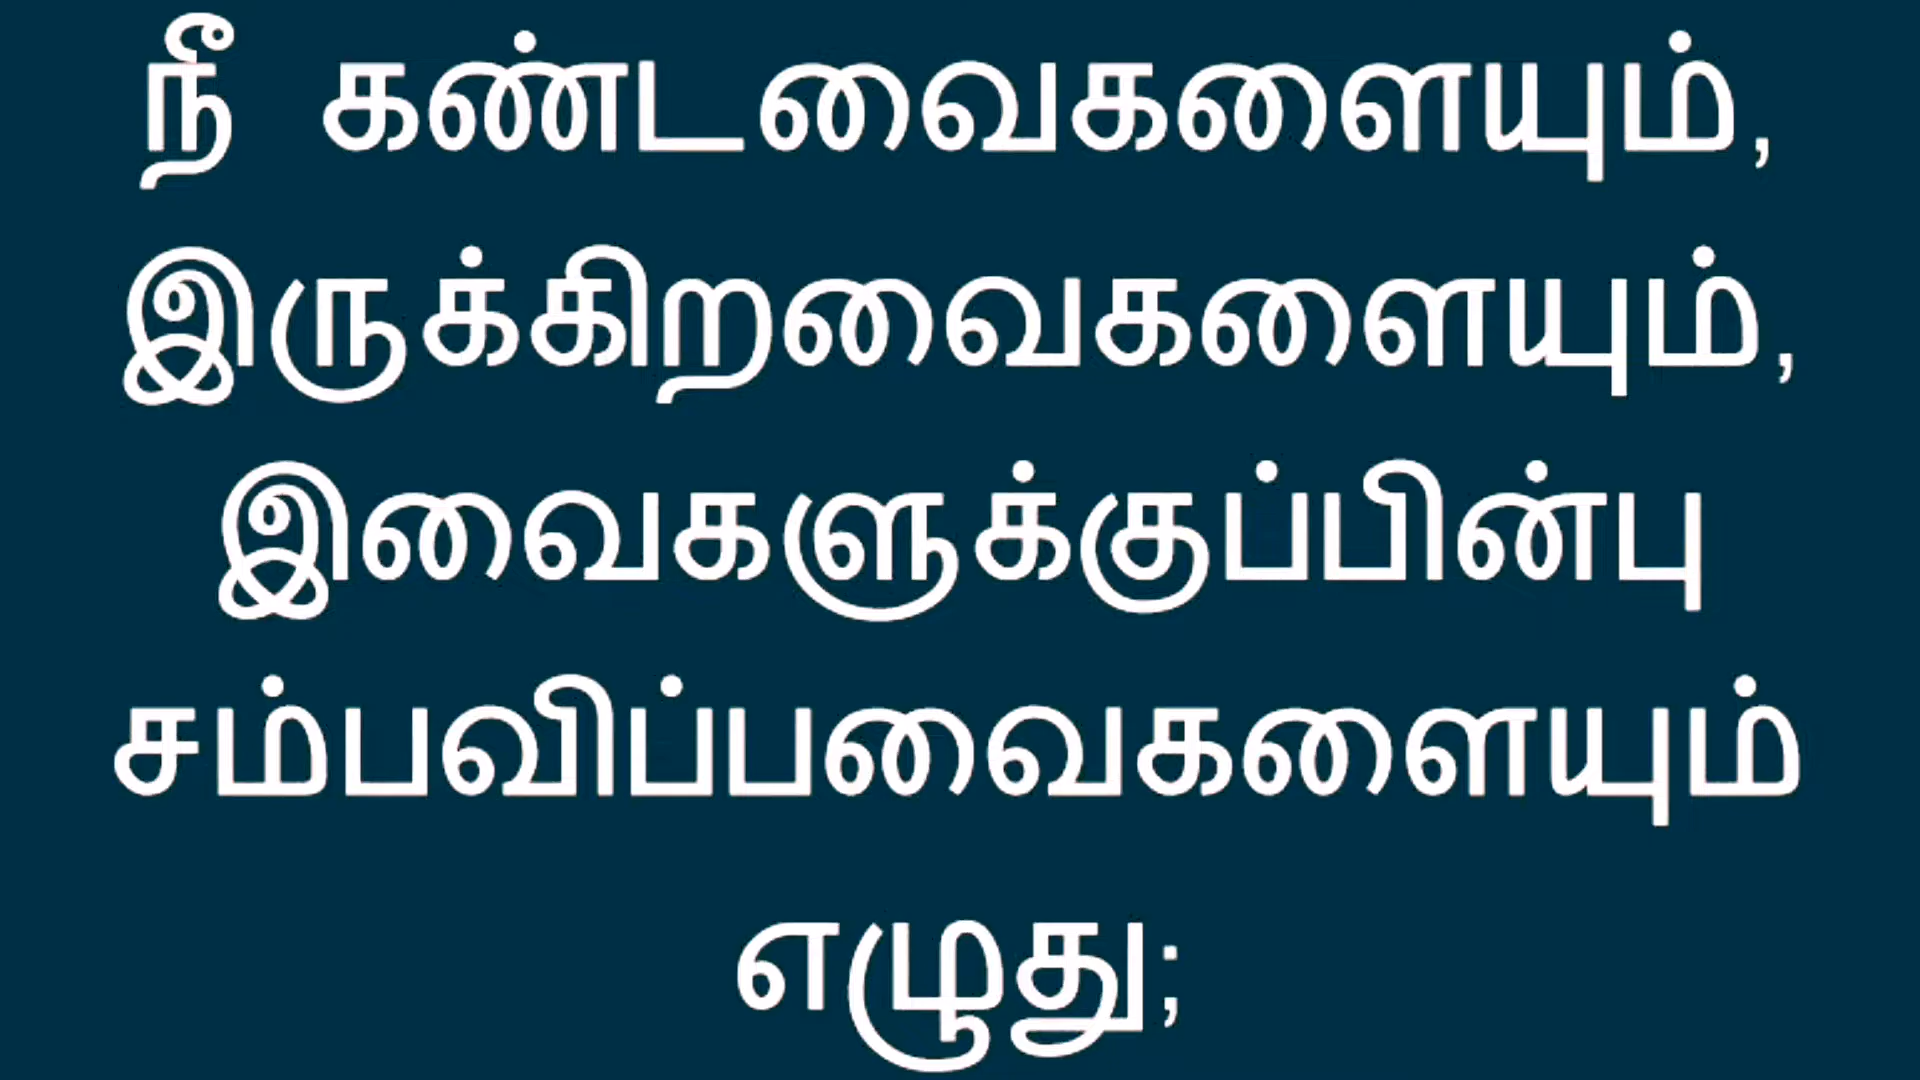 நீ கண்டவைகளையும்,
இருக்கிறவைகளையும்,
இவைகளுக்குப்பின்பு
சம்பவிப்பவைகளையும்
எழூது;